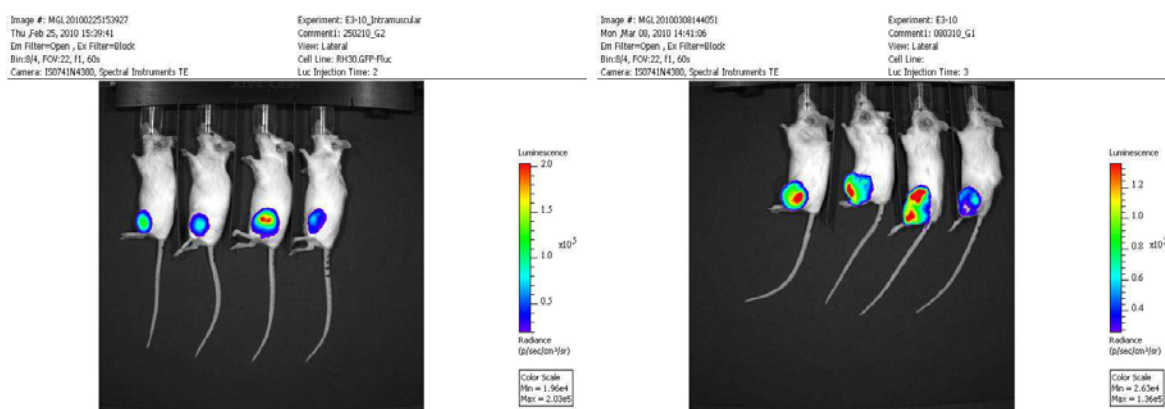 Image #: MGL20100225153927
Thu ,Feb 25, 2010 15:39:41
Em Filter=Open , Ex Filter=Block
Bin:8/4, FOV:22, f1, 60s
Camera: IS0741N4380, Spectral Instruments TE
Experiment: E3-10_Intramuscular
Comment1: 250210_G2
View: Lateral
Cell Line: RH30.GFP-Fluc
Luc Injection Time: 2
Luminescence
2.0
1.5
1.0
x10⁵
0.5
Radiance
(p/sec/cm²/sr)
Color Scale
Min = 1.96e4
Max = 2.03e5
Image #: MGL20100308144051
Mon ,Mar 08, 2010 14:41:06
Em Filter=Open , Ex Filter=Block
Bin:8/4, FOV:22, f1, 60s
Camera: IS0741N4380, Spectral Instruments TE
Experiment: E3-10
Comment1: 080310_G1
View: Lateral
Cell Line:
Luc Injection Time: 3
Luminescence
1.2
1.0
0.8
0.6
0.4
Radiance
(p/sec/cm²/sr)
Color Scale
Min = 2.63e4
Max = 1.36e5